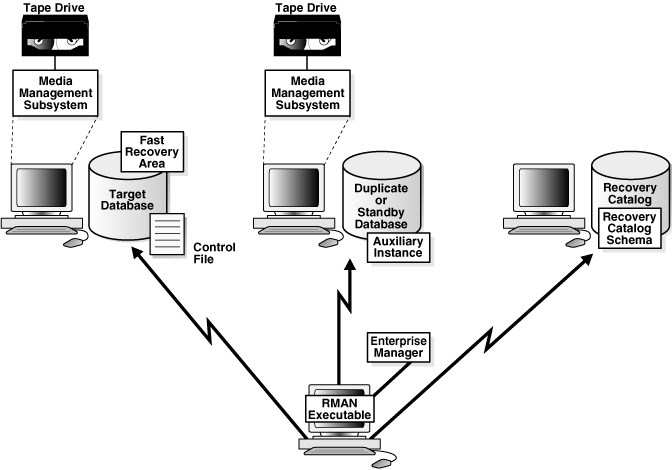 Tape Drive
Tape Drive
Media
Management
Subsystem
Media
Management
Subsystem
Fast
Recovery
Area
Target
Database
Control
File
Duplicate
or
Standby
Database
Auxiliary
Instance
Recovery
Catalog
Recovery
Catalog
Schema
Enterprise
Manager
RMAN
Executable